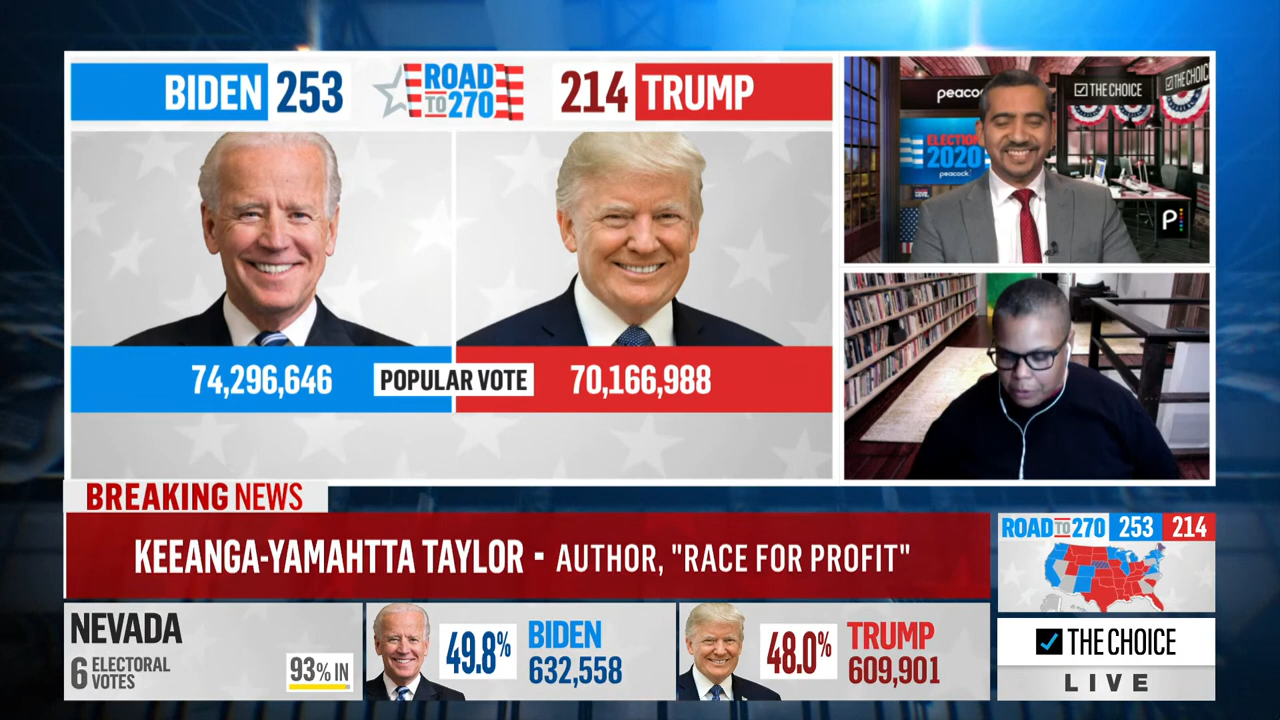 BIDEN 253 ROAD TO 270 214 TRUMP
74,296,646 POPULAR VOTE 70,166,988
peacoc
THE CHOICE
THE CHOIC
ELECTION
2020
peacock
P
BREAKING NEWS
KEEANGA-YAMAHTTA TAYLOR - AUTHOR, "RACE FOR PROFIT"
ROAD TO 270 253 214
NEVADA
6 ELECTORAL VOTES
93% IN
49.8% BIDEN
632,558
48.0% TRUMP
609,901
THE CHOICE
LIVE